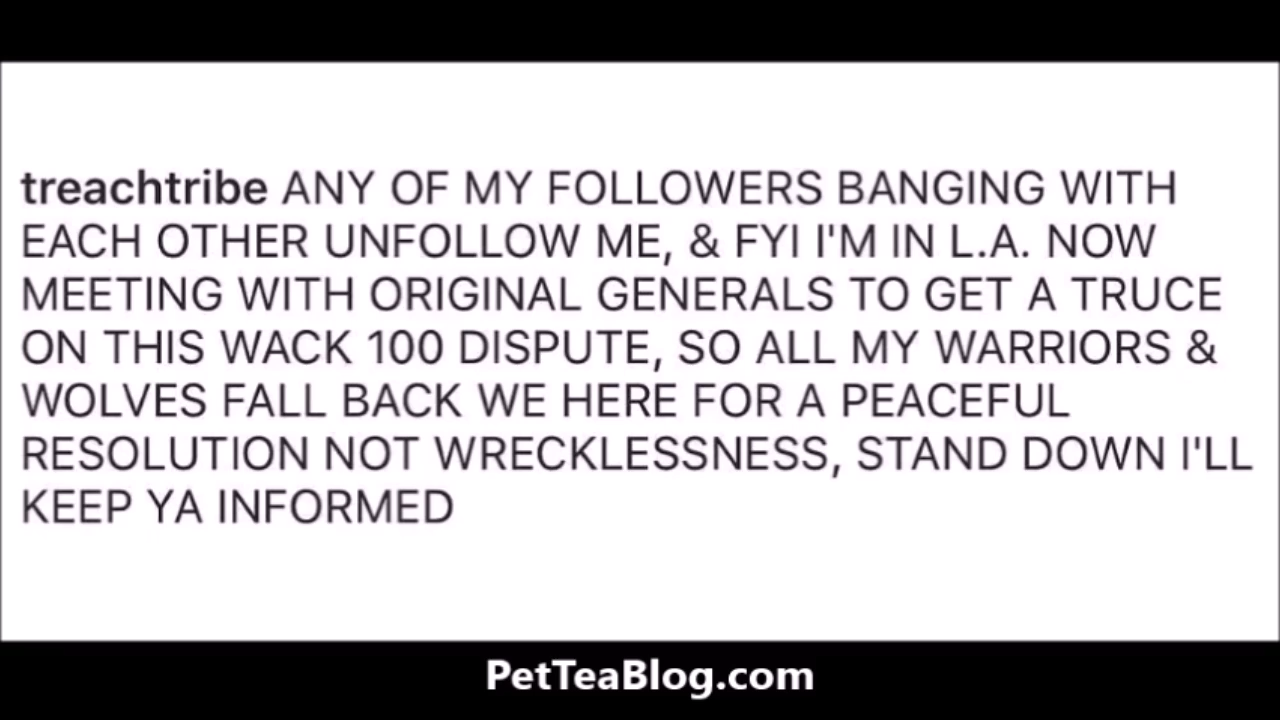 treachtribe ANY OF MY FOLLOWERS BANGING WITH
EACH OTHER UNFOLLOW ME, & FYI I'M IN L.A. NOW
MEETING WITH ORIGINAL GENERALS TO GET A TRUCE
ON THIS WACK 100 DISPUTE, SO ALL MY WARRIORS &
WOLVES FALL BACK WE HERE FOR A PEACEFUL
RESOLUTION NOT WRECKLESSNESS, STAND DOWN I'LL
KEEP YA INFORMED
PetTeaBlog.com